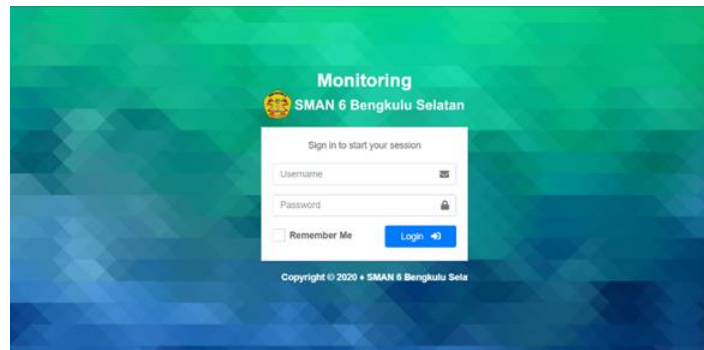 Monitoring
SMAN 6 Bengkulu Selatan
Sign in to start your session
Username
Password
Remember Me
Login
Copyright © 2020 • SMAN 6 Bengkulu Sela